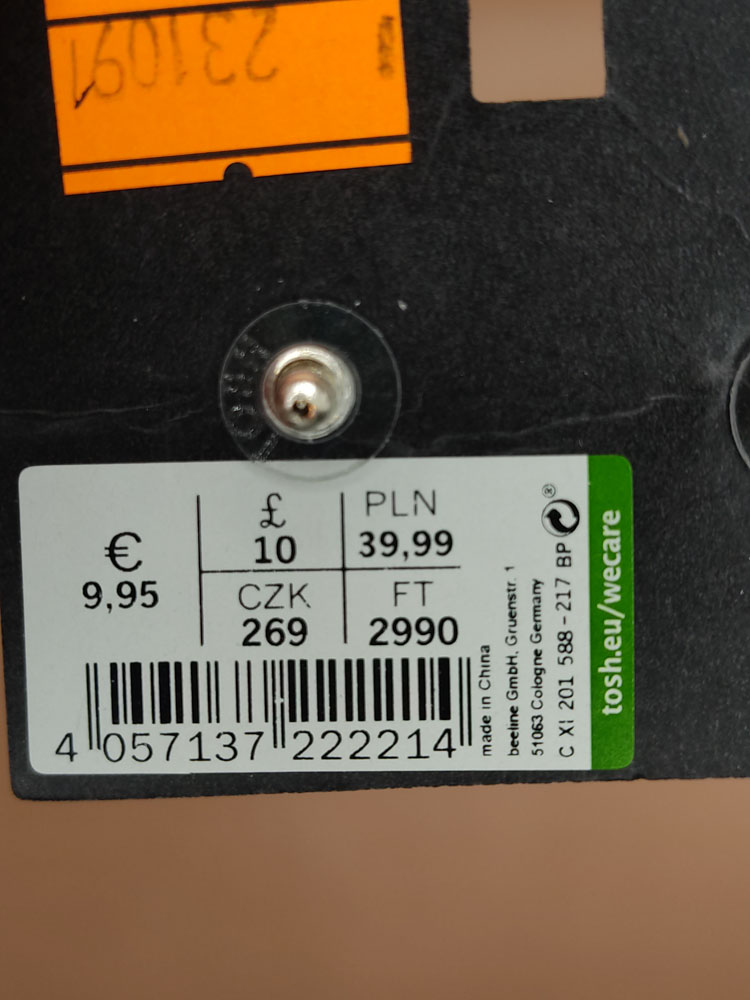 231091
€
9,95
£
10
PLN
39,99
CZK
269
FT
2990
4 057137 222214
made in China
beeline GmbH, Gruenstr. 1
51063 Cologne Germany
C XI 201 588 - 217 BP
tosh.eu/wecare